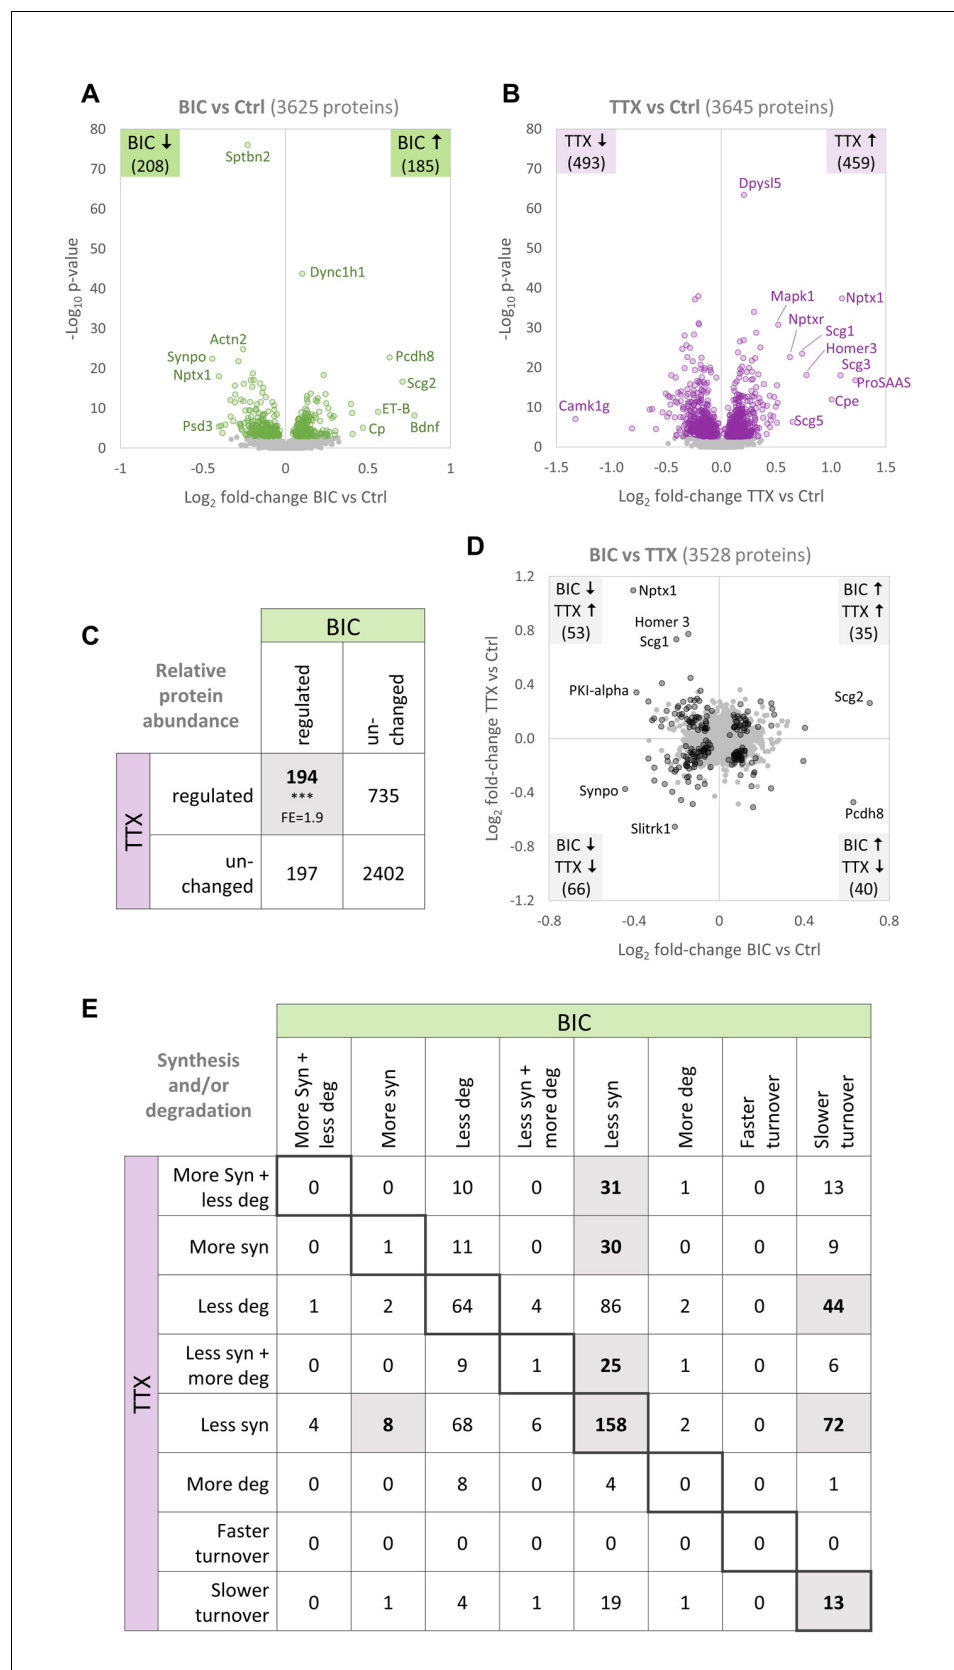 A
BIC vs Ctrl (3625 proteins)
BIC ↓
(208)
BIC ↑
(185)
80
70
60
50
40
30
20
10
0
-Log10 p-value
Sptbn2
Dync1h1
Actn2
Synpo
Nptx1
Psd3
Pcdh8
Scg2
ET-B
Cp
Bdnf
-1
-0.5
0
0.5
1
Log2 fold-change BIC vs Ctrl
B
TTX vs Ctrl (3645 proteins)
TTX ↓
(493)
TTX ↑
(459)
80
70
60
50
40
30
20
10
0
-Log10 p-value
Dpysl5
Mapk1
Nptx1
Nptxr
Scg1
Homer3
Scg3
ProSAAS
Cpe
Scg5
Camk1g
-1.5
-1.0
-0.5
0
0.5
1.0
1.5
Log2 fold-change TTX vs Ctrl
C
Relative
protein
abundance
BIC
regulated
un-
changed
TTX
regulated
194
***
FE=1.9
735
un-
changed
197
2402
D
BIC vs TTX (3528 proteins)
BIC ↓
TTX ↑
(53)
BIC ↑
TTX ↑
(35)
BIC ↓
TTX ↓
(66)
BIC ↑
TTX ↓
(40)
1.2
0.8
0.4
0.0
-0.4
-0.8
-1.2
Log2 fold-change TTX vs Ctrl
Nptx1
Homer 3
Scg1
PKI-alpha
Scg2
Synpo
Slitrk1
Pcdh8
-0.8
-0.4
0
0.4
0.8
Log2 fold-change BIC vs Ctrl
E
Synthesis
and/or
degradation
BIC
More Syn +
less deg
More syn
Less deg
Less syn +
more deg
Less syn
More deg
Faster
turnover
Slower
turnover
TTX
More Syn +
less deg
0 0 10 0 31 1 0 13
More syn
0 1 11 0 30 0 0 9
Less deg
1 2 64 4 86 2 0 44
Less syn +
more deg
0 0 9 1 25 1 0 6
Less syn
4 8 68 6 158 2 0 72
More deg
0 0 8 0 4 0 0 1
Faster
turnover
0 0 0 0 0 0 0 0
Slower
turnover
0 1 4 1 19 1 0 13